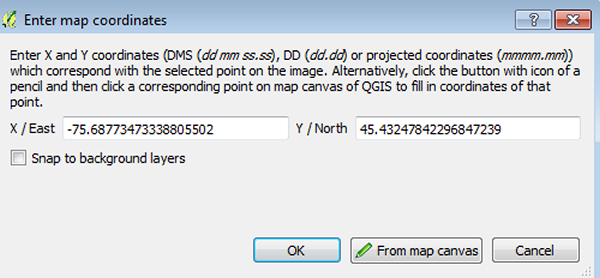 Enter map coordinates
Enter X and Y coordinates (DMS (dd mm ss.ss), DD (dd.dd) or projected coordinates (mmmm.mm))
which correspond with the selected point on the image. Alternatively, click the button with icon of a
pencil and then click a corresponding point on map canvas of QGIS to fill in coordinates of that
point.
X / East -75.68773473338805502 Y / North 45.43247842296847239
Snap to background layers
OK From map canvas Cancel